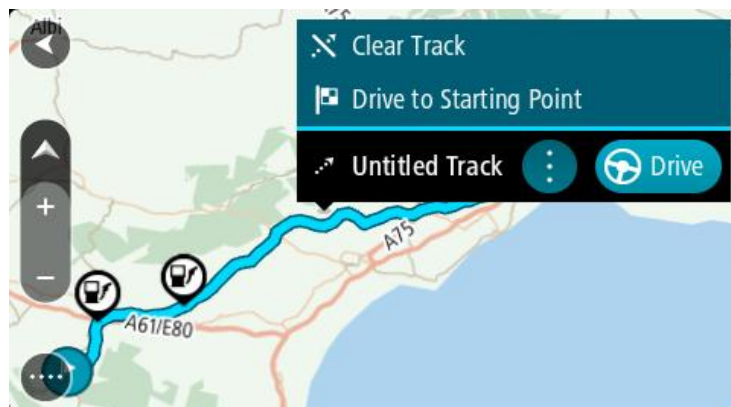 Albi
Clear Track
Drive to Starting Point
Untitled Track
Drive
A75
A61/E80